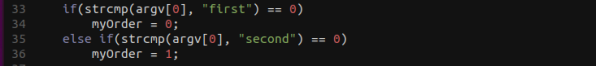 33 if(strcmp(argv[0], "first") == 0)
34 myOrder = 0;
35 else if(strcmp(argv[0], "second") == 0)
36 myOrder = 1;